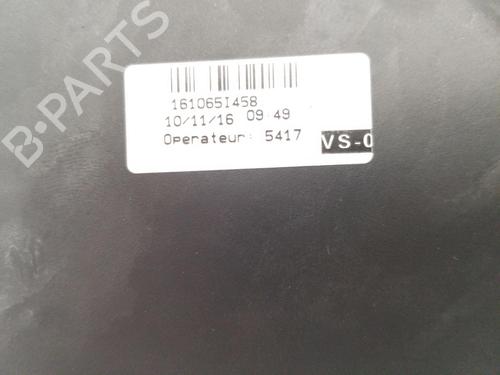 B-PARTS
161065I458
10/11/16 09:49
Operateur: 5417
VS-0